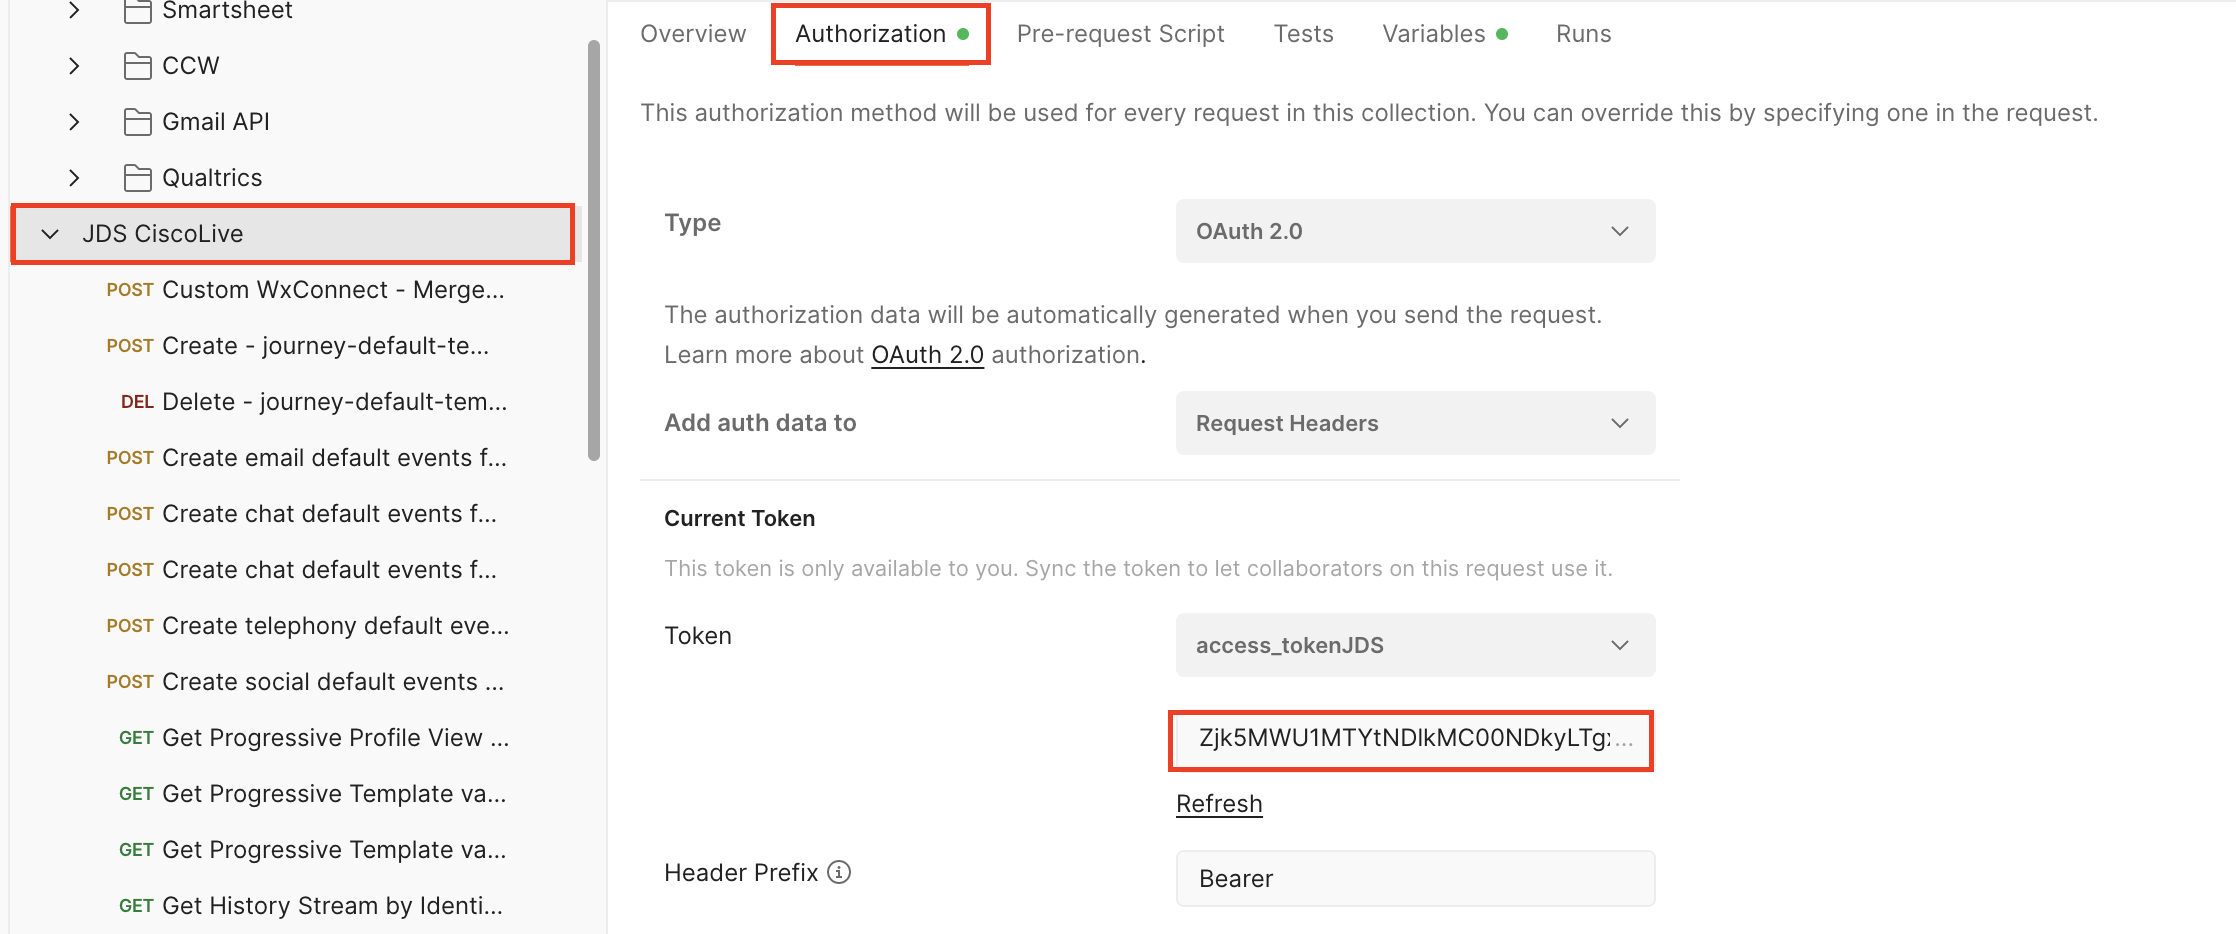 Smartsheet
CCW
Gmail API
Qualtrics
JDS CiscoLive
POST Custom WxConnect - Merge...
POST Create - journey-default-te...
DEL Delete - journey-default-tem...
POST Create email default events f...
POST Create chat default events f...
POST Create chat default events f...
POST Create telephony default eve...
POST Create social default events ...
GET Get Progressive Profile View ...
GET Get Progressive Template va...
GET Get Progressive Template va...
GET Get History Stream by Identi...
Overview Authorization Pre-request Script Tests Variables Runs
This authorization method will be used for every request in this collection. You can override this by specifying one in the request.
Type
OAuth 2.0
The authorization data will be automatically generated when you send the request.
Learn more about OAuth 2.0 authorization.
Add auth data to
Request Headers
Current Token
This token is only available to you. Sync the token to let collaborators on this request use it.
Token
access_tokenJDS
Zjk5MWU1MTYtNDlkMC00NDkyLTgx...
Refresh
Header Prefix
Bearer